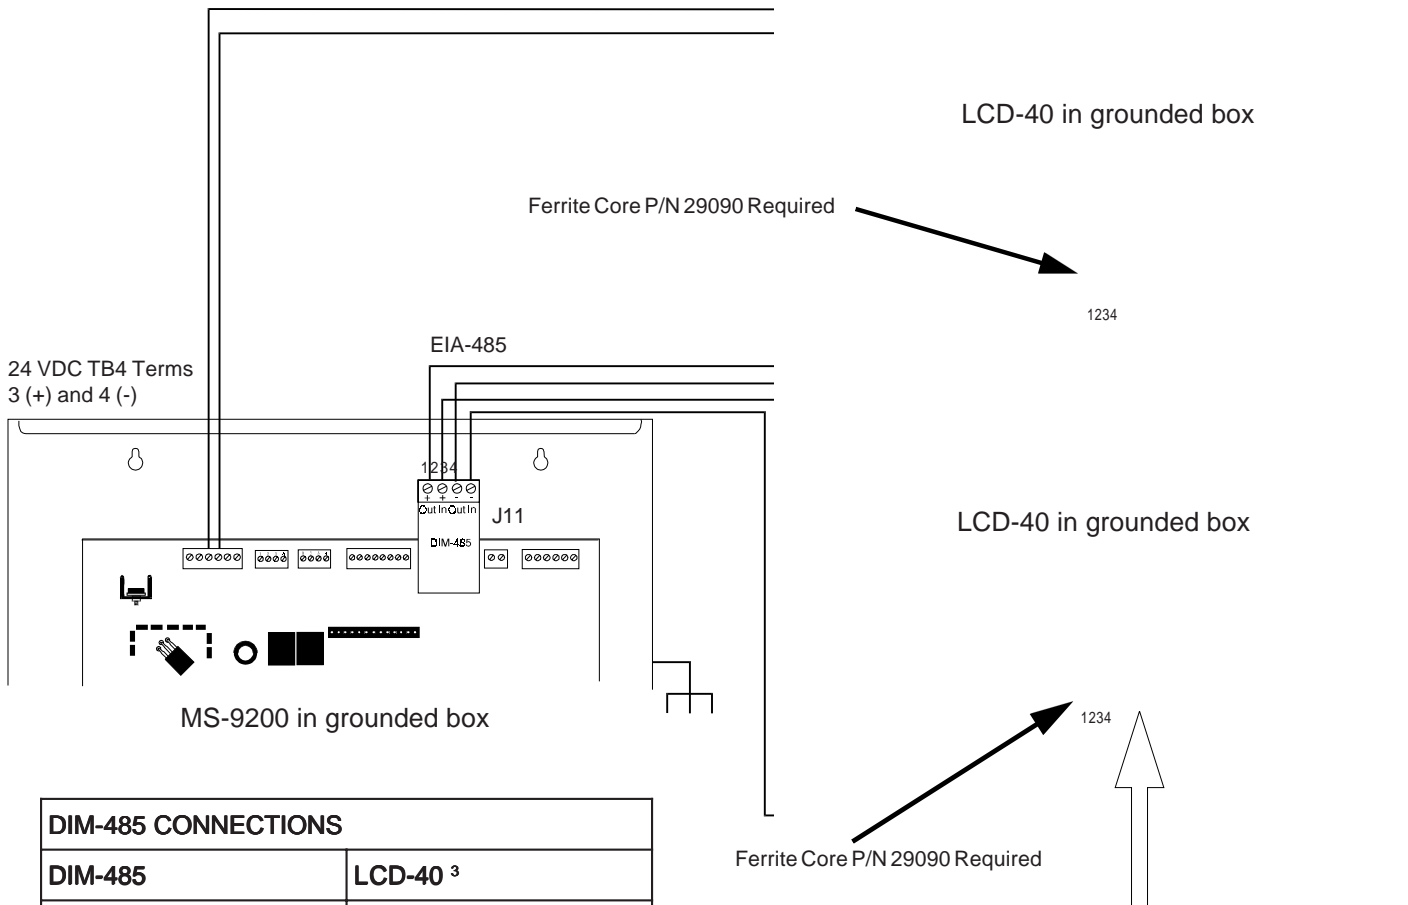 LCD-40 in grounded box
Ferrite Core P/N 29090 Required
1234
EIA-485
24 VDC TB4 Terms
3 (+) and 4 (-)
1234
+ + - -
Out In Out In
J11
DIM-485
LCD-40 in grounded box
MS-9200 in grounded box
1234
DIM-485 CONNECTIONS
DIM-485 LCD-40 ³
Ferrite Core P/N 29090 Required